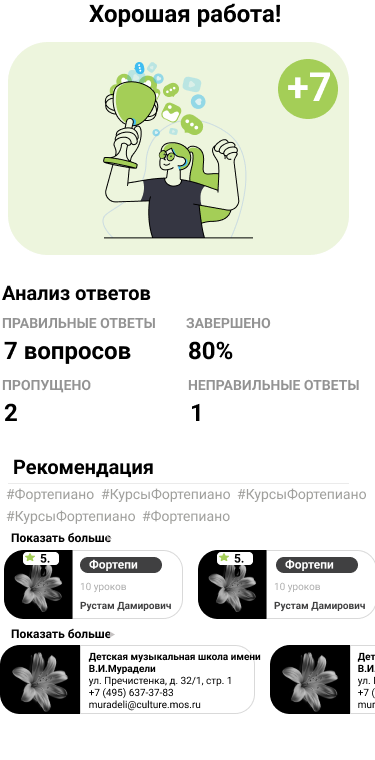 Хорошая работа!
+7
Анализ ответов
ПРАВИЛЬНЫЕ ОТВЕТЫ ЗАВЕРШЕНО
7 вопросов 80%
ПРОПУЩЕНО НЕПРАВИЛЬНЫЕ ОТВЕТЫ
2 1
Рекомендация
#Фортепиано #КурсыФортепиано #КурсыФортепиано
#КурсыФортепиано #Фортепиано
Показать больше
5. Фортепи 5. Фортепи
10 уроков 10 уроков
Рустам Дамирович Рустам Дамирович
Показать больше
Детская музыкальная школа имени
В.И.Мурадели В.И.
ул. Пречистенка, д. 32/1, стр. 1 ул.
+7 (495) 637-37-83 +7 (
muradeli@culture.mos.ru mur